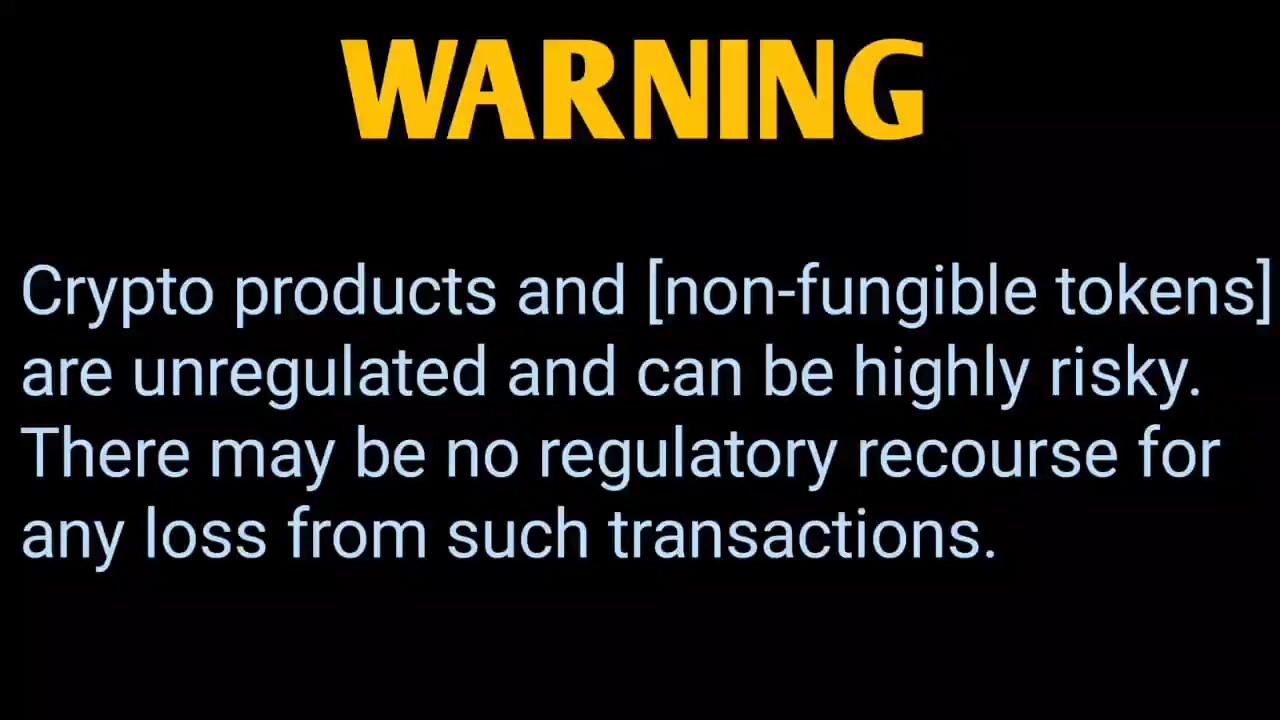 WARNING
Crypto products and [non-fungible tokens]
are unregulated and can be highly risky.
There may be no regulatory recourse for
any loss from such transactions.